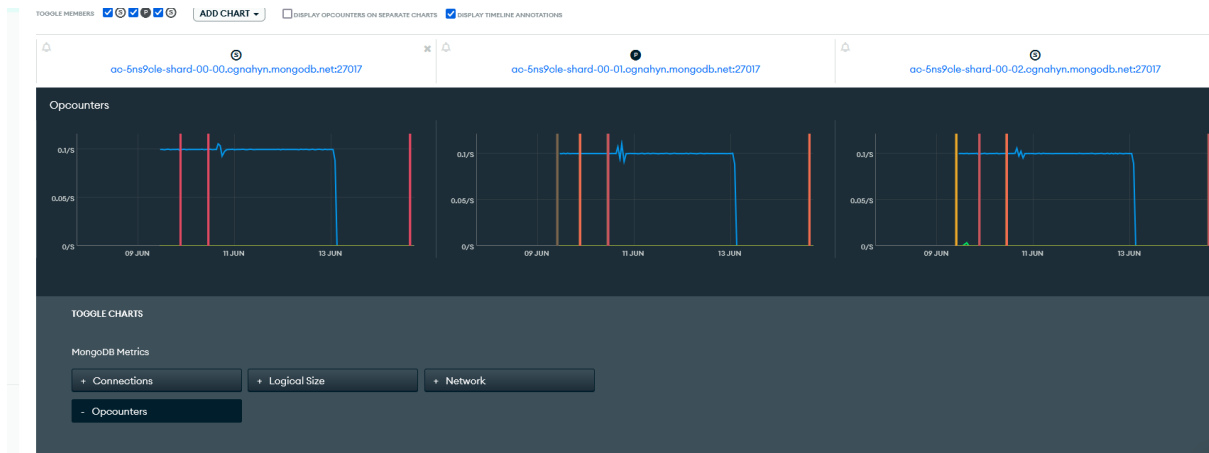 TOGGLE MEMBERS S P S ADD CHART DISPLAY OPCOUNTERS ON SEPARATE CHARTS DISPLAY TIMELINE ANNOTATIONS
S
ac-5ns9cle-shard-00-00.ognahyn.mongodb.net:27017
P
ac-5ns9cle-shard-00-01.ognahyn.mongodb.net:27017
S
ac-5ns9cle-shard-00-02.ognahyn.mongodb.net:27017
Opcounters
0.1/S
0.05/S
0/S
09 JUN 11 JUN 13 JUN
0.1/S
0.05/S
0/S
09 JUN 11 JUN 13 JUN
0.1/S
0.05/S
0/S
09 JUN 11 JUN 13 JUN
TOGGLE CHARTS
MongoDB Metrics
+ Connections + Logical Size + Network
- Opcounters